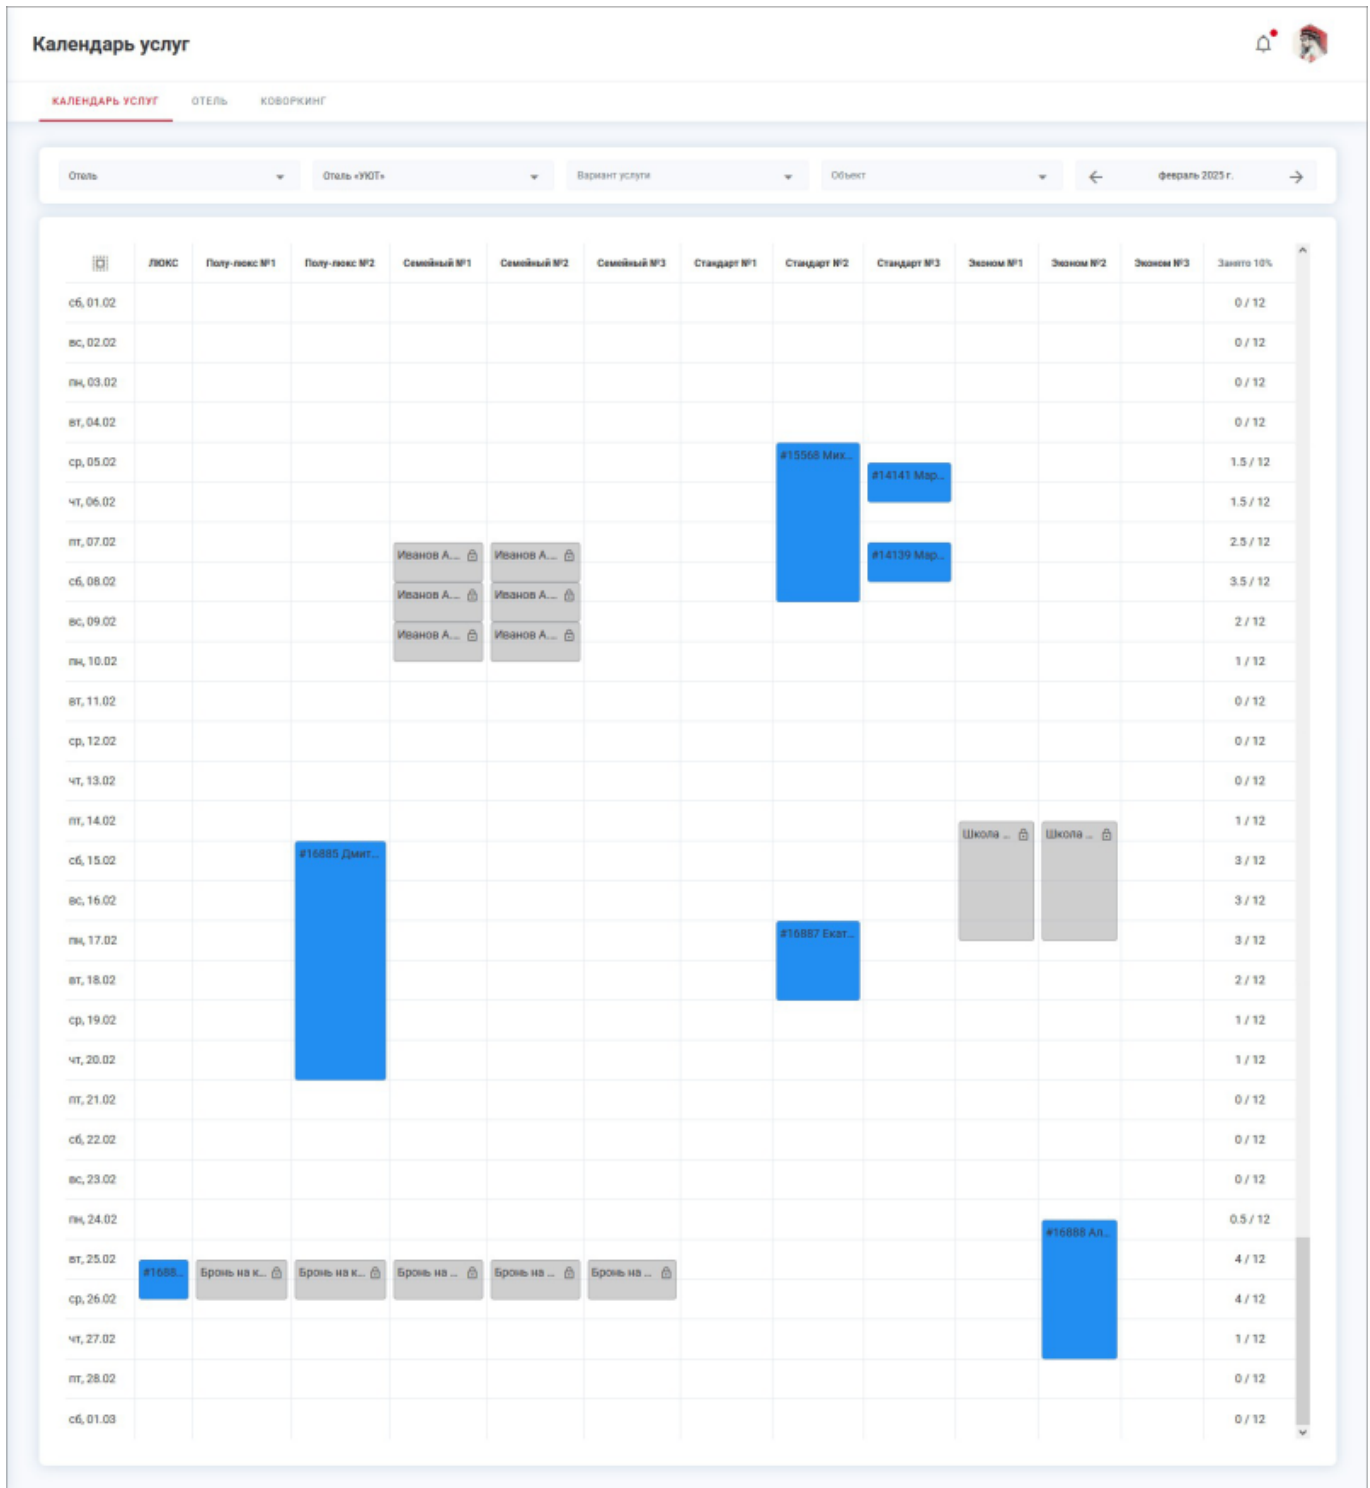 Календарь услуг
КАЛЕНДАРЬ УСЛУГ ОТЕЛЬ КОВОРКИНГ
Отель Отель «УЮТ» Вариант услуги Объект февраль 2025 г.
ЛЮКС Полу-люкс №1 Полу-люкс №2 Семейный №1 Семейный №2 Семейный №3 Стандарт №1 Стандарт №2 Стандарт №3 Эконом №1 Эконом №2 Эконом №3 Занято 10%
сб, 01.02 0 / 12
вс, 02.02 0 / 12
пн, 03.02 0 / 12
вт, 04.02 0 / 12
#15568 Мих...
ср, 05.02 1.5 / 12
#14141 Мар...
чт, 06.02 1.5 / 12
пт, 07.02 2.5 / 12
Иванов А... Иванов А... #14139 Мар...
сб, 08.02 3.5 / 12
Иванов А... Иванов А...
вс, 09.02 2 / 12
Иванов А... Иванов А...
пн, 10.02 1 / 12
вт, 11.02 0 / 12
ср, 12.02 0 / 12
чт, 13.02 0 / 12
пт, 14.02 1 / 12
Школа ... Школа ...
#16885 Дмит...
сб, 15.02 3 / 12
вс, 16.02 3 / 12
#16887 Екат...
пн, 17.02 3 / 12
вт, 18.02 2 / 12
ср, 19.02 1 / 12
чт, 20.02 1 / 12
пт, 21.02 0 / 12
сб, 22.02 0 / 12
вс, 23.02 0 / 12
пн, 24.02 0.5 / 12
#16888 Ал...
вт, 25.02 4 / 12
#1688... Бронь на к... Бронь на к... Бронь на ... Бронь на ... Бронь на ...
ср, 26.02 4 / 12
чт, 27.02 1 / 12
пт, 28.02 0 / 12
сб, 01.03 0 / 12